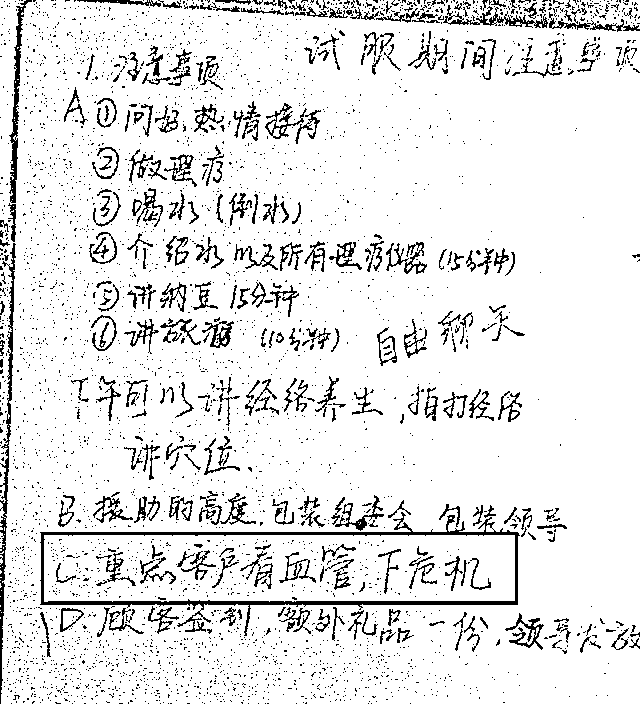 试服期间注意事项
1.注意事项
A ①问好、热情接待
②做理疗
③喝水(倒水)
④介绍水以及所有理疗仪器(15分钟)
⑤讲纳豆15分钟
⑥讲旅游(10分钟) 自由聊天
下午可以讲经络养生,拍打经络
讲穴位.
B.援助的高度.包装组委会 包装领导
C.重点客户看血管,下危机
D.顾客签到,额外礼品一份,领导发放